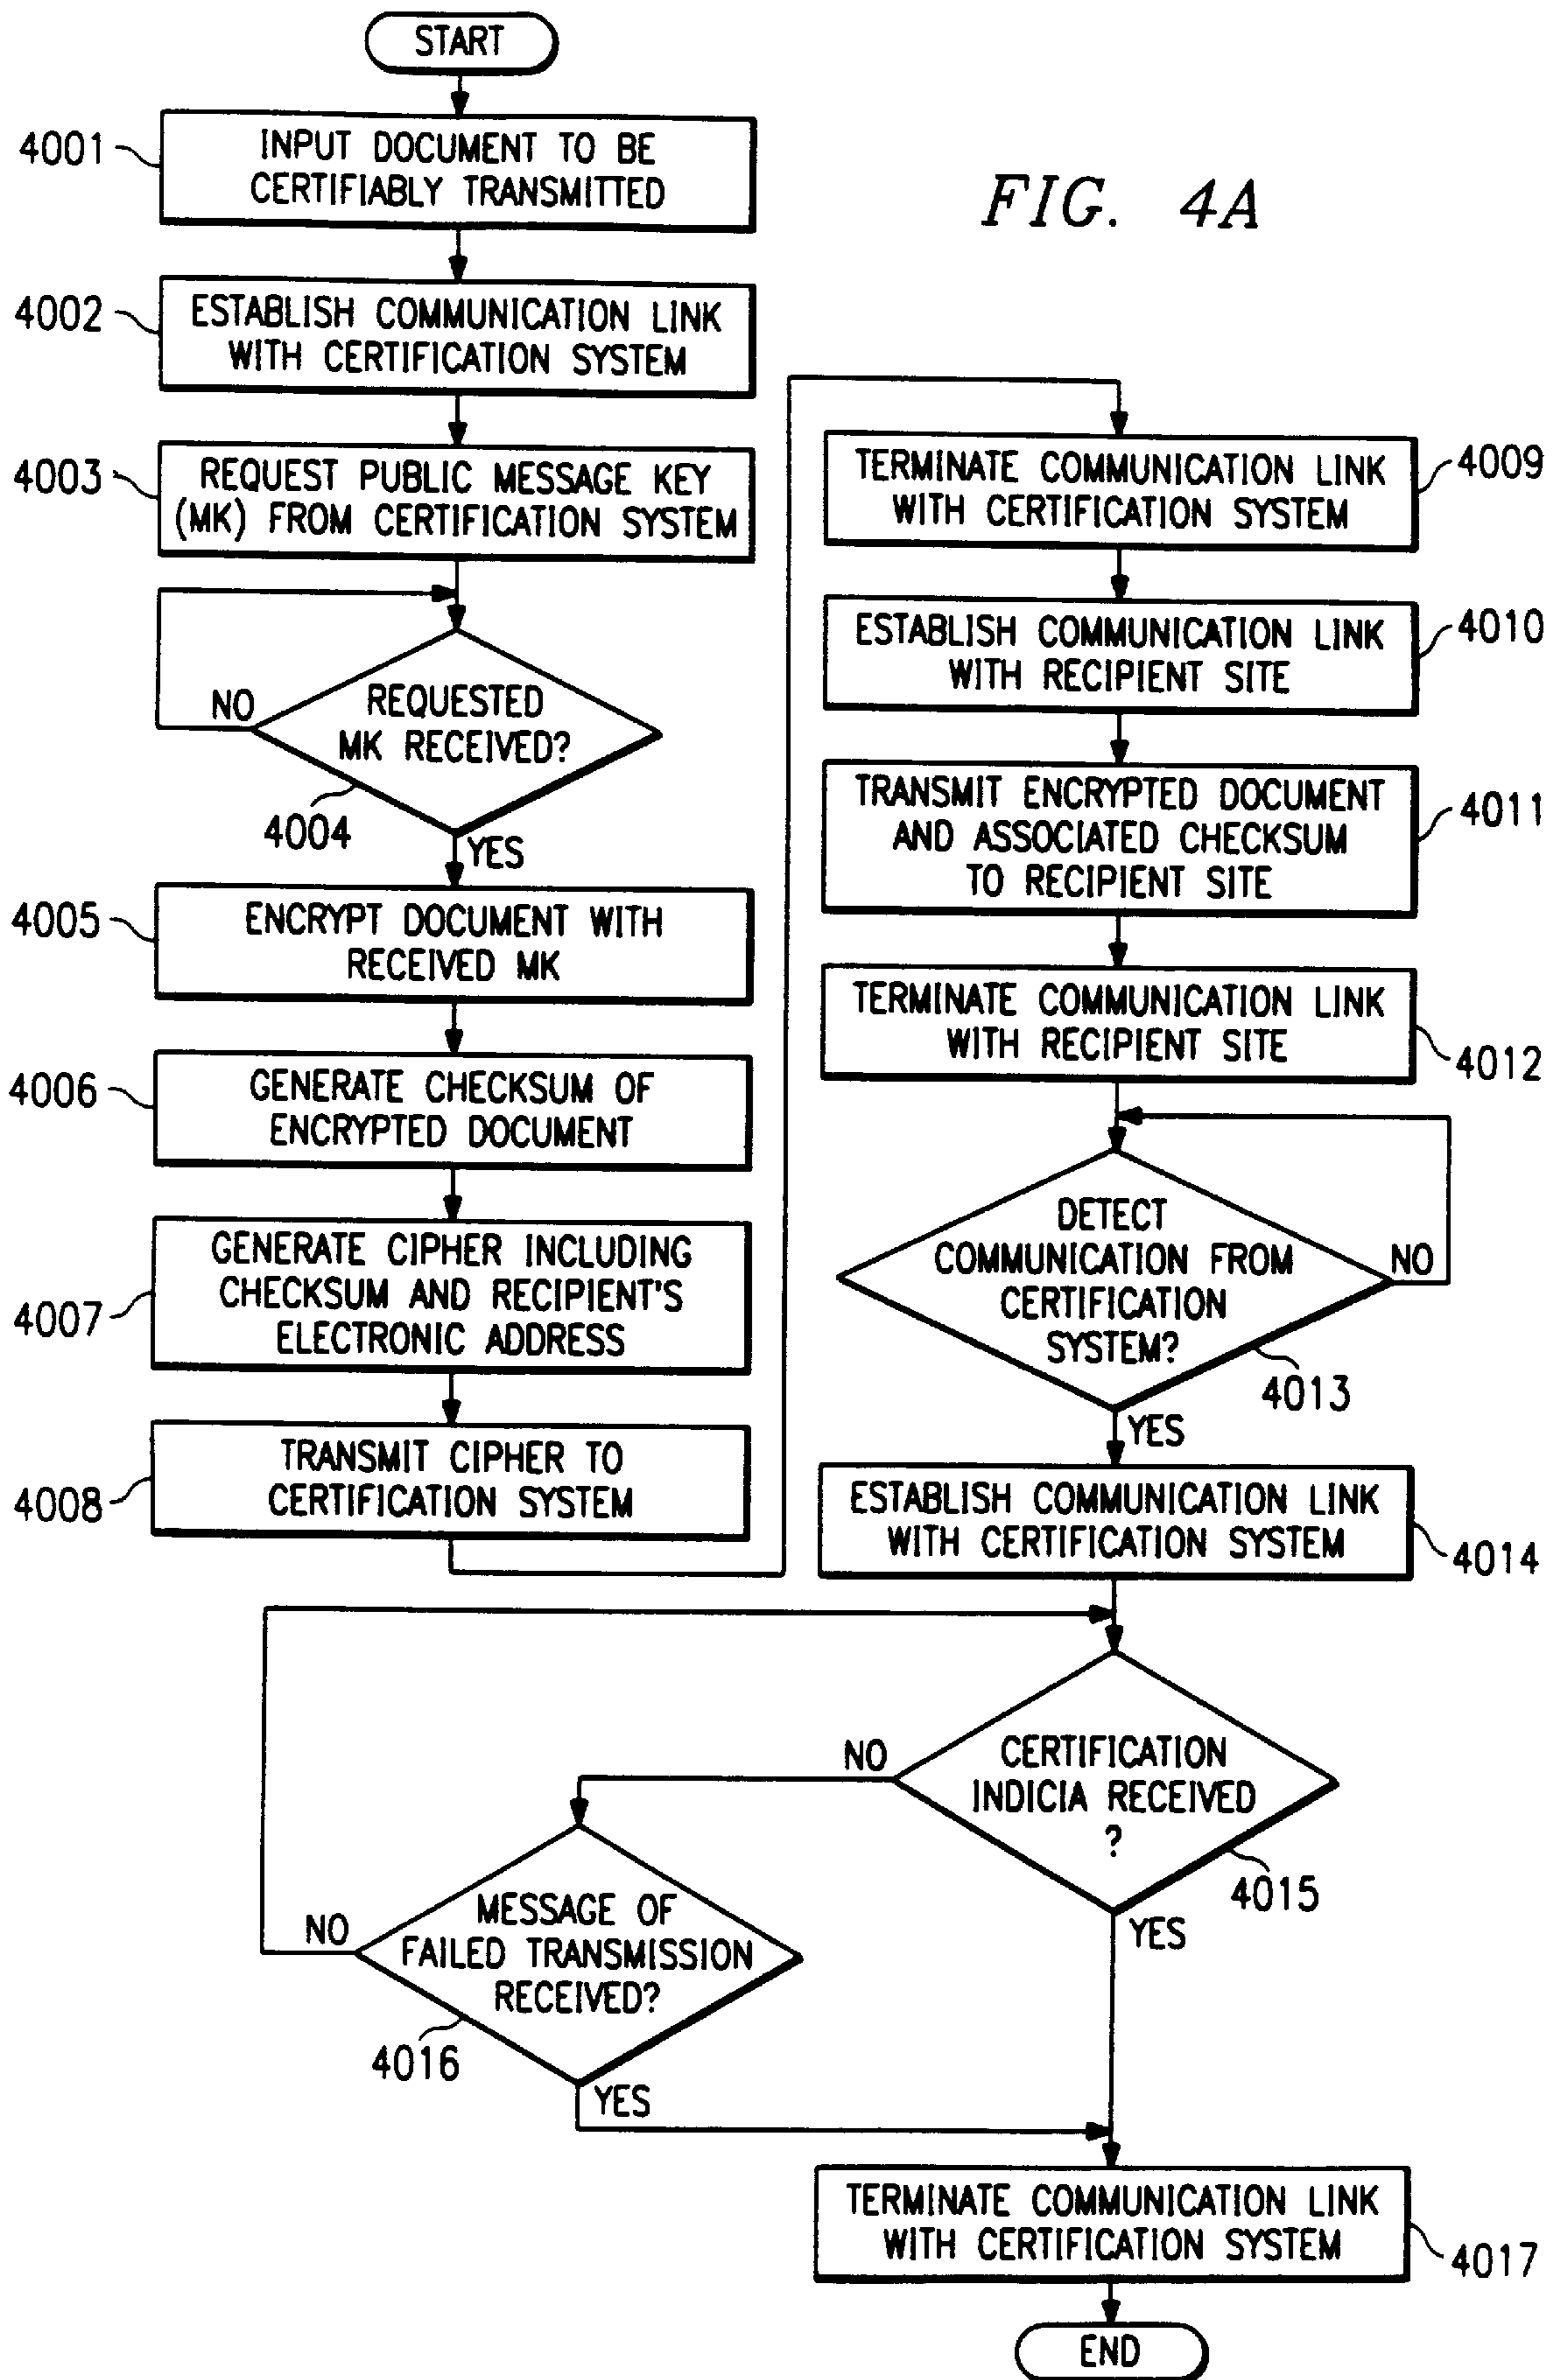 START
4001
INPUT DOCUMENT TO BE
CERTIFIABLY TRANSMITTED
FIG. 4A
4002
ESTABLISH COMMUNICATION LINK
WITH CERTIFICATION SYSTEM
4003
REQUEST PUBLIC MESSAGE KEY
(MK) FROM CERTIFICATION SYSTEM
NO
REQUESTED
MK RECEIVED?
4004
YES
4005
ENCRYPT DOCUMENT WITH
RECEIVED MK
4006
GENERATE CHECKSUM OF
ENCRYPTED DOCUMENT
4007
GENERATE CIPHER INCLUDING
CHECKSUM AND RECIPIENT'S
ELECTRONIC ADDRESS
4008
TRANSMIT CIPHER TO
CERTIFICATION SYSTEM
TERMINATE COMMUNICATION LINK
WITH CERTIFICATION SYSTEM
4009
ESTABLISH COMMUNICATION LINK
WITH RECIPIENT SITE
4010
TRANSMIT ENCRYPTED DOCUMENT
AND ASSOCIATED CHECKSUM
TO RECIPIENT SITE
4011
TERMINATE COMMUNICATION LINK
WITH RECIPIENT SITE
4012
DETECT
COMMUNICATION FROM
CERTIFICATION
SYSTEM?
NO
4013
YES
ESTABLISH COMMUNICATION LINK
WITH CERTIFICATION SYSTEM
4014
NO
CERTIFICATION
INDICIA RECEIVED
?
4015
YES
NO
MESSAGE OF
FAILED TRANSMISSION
RECEIVED?
4016
YES
TERMINATE COMMUNICATION LINK
WITH CERTIFICATION SYSTEM
4017
END